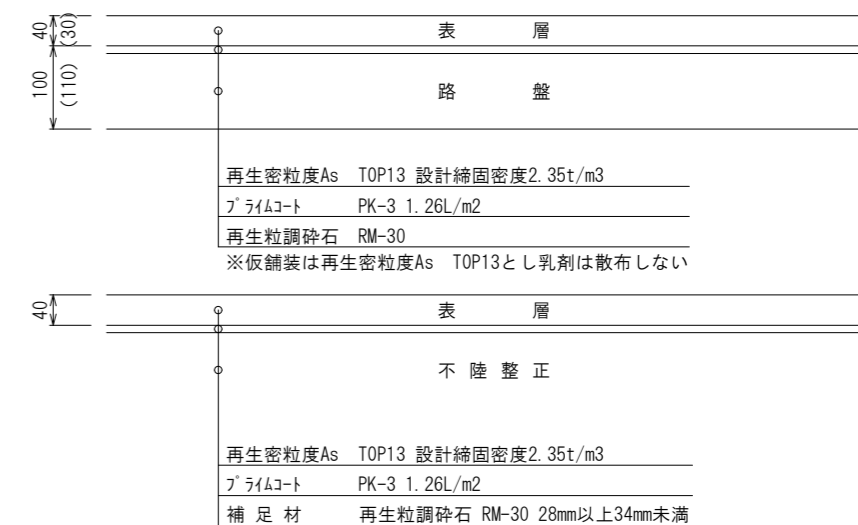 40
(30)
表 層
100
(110)
路 盤
再生密粒度As TOP13 設計締固密度2.35t/m3
ﾌﾟﾗｲﾑｺｰﾄ PK-3 1.26L/m2
再生粒調砕石 RM-30
※仮舗装は再生密粒度As TOP13とし乳剤は散布しない
40
表 層
不 陸 整 正
再生密粒度As TOP13 設計締固密度2.35t/m3
ﾌﾟﾗｲﾑｺｰﾄ PK-3 1.26L/m2
補 足 材 再生粒調砕石 RM-30 28mm以上34mm未満